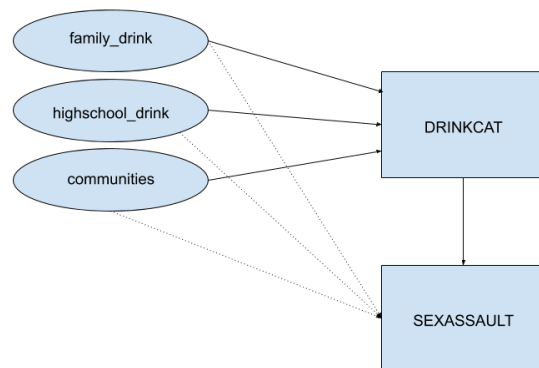 family_drink
highschool_drink
communities
DRINKCAT
SEXASSAULT